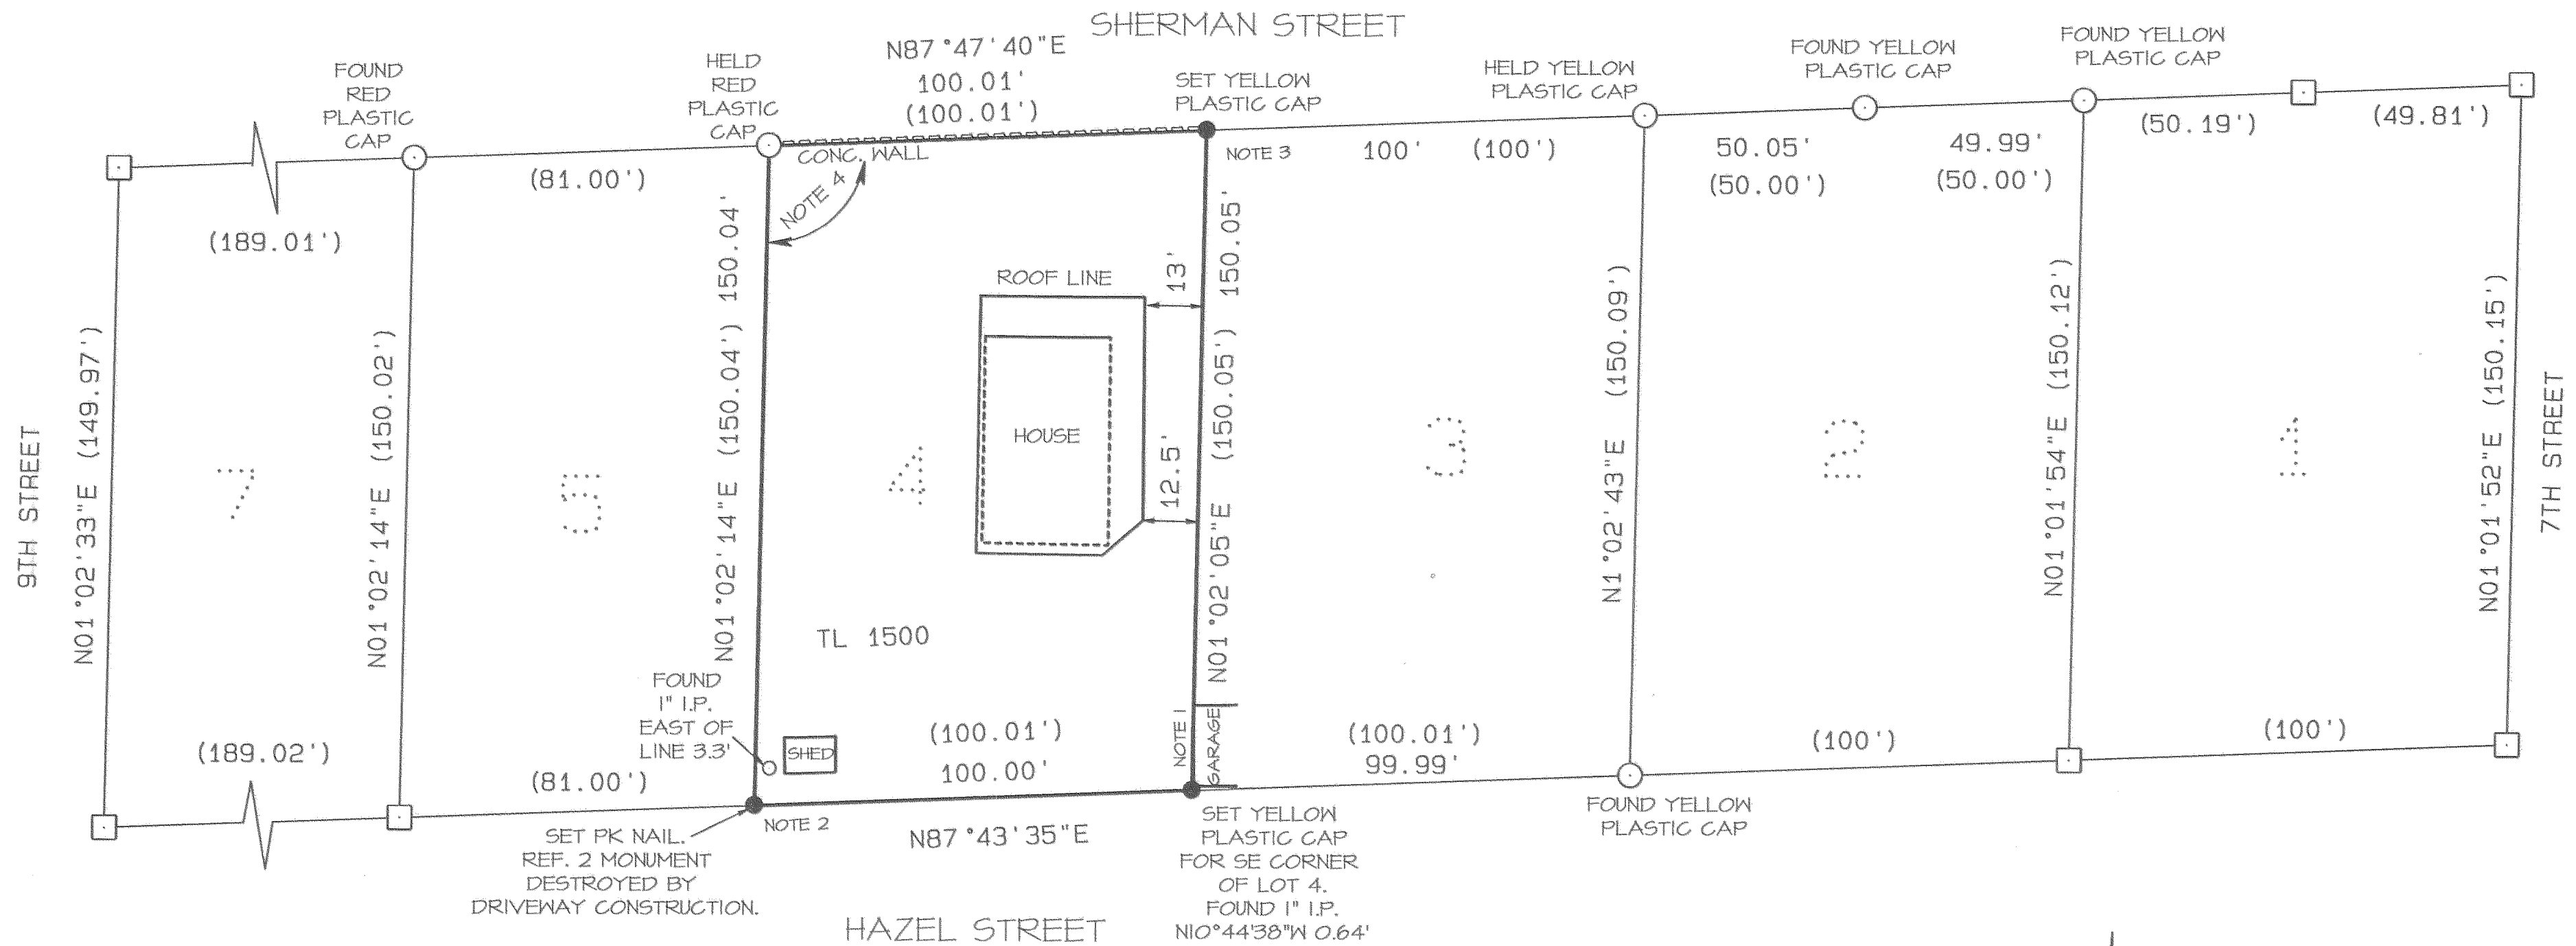 SHERMAN STREET
N87°47'40"E
100.01'
(100.01')
FOUND
RED
PLASTIC
CAP
HELD
RED
PLASTIC
CAP
SET YELLOW
PLASTIC CAP
HELD YELLOW
PLASTIC CAP
FOUND YELLOW
PLASTIC CAP
FOUND YELLOW
PLASTIC CAP
(81.00')
CONC. WALL
NOTE 4
NOTE 3
100' (100')
50.05'
(50.00')
49.99'
(50.00')
(50.19')
(49.81')
(189.01')
9TH STREET
N01°02'33"E (149.97')
7
N01°02'14"E (150.02')
5
N01°02'14"E (150.04') 150.04'
4
ROOF LINE
HOUSE
13'
12.5'
N01°02'05"E (150.05') 150.05'
3
N1°02'43"E (150.09')
2
N01°01'54"E (150.12')
1
N01°01'52"E (150.15')
7TH STREET
TL 1500
FOUND
1" I.P.
EAST OF
LINE 3.3'
SHED
NOTE 1
GARAGE
(189.02')
(81.00')
(100.01')
100.00'
(100.01')
99.99'
(100')
(100')
NOTE 2
N87°43'35"E
SET PK NAIL.
REF. 2 MONUMENT
DESTROYED BY
DRIVEWAY CONSTRUCTION.
SET YELLOW
PLASTIC CAP
FOR SE CORNER
OF LOT 4.
FOUND 1" I.P.
N10°44'38"W 0.64'
FOUND YELLOW
PLASTIC CAP
HAZEL STREET